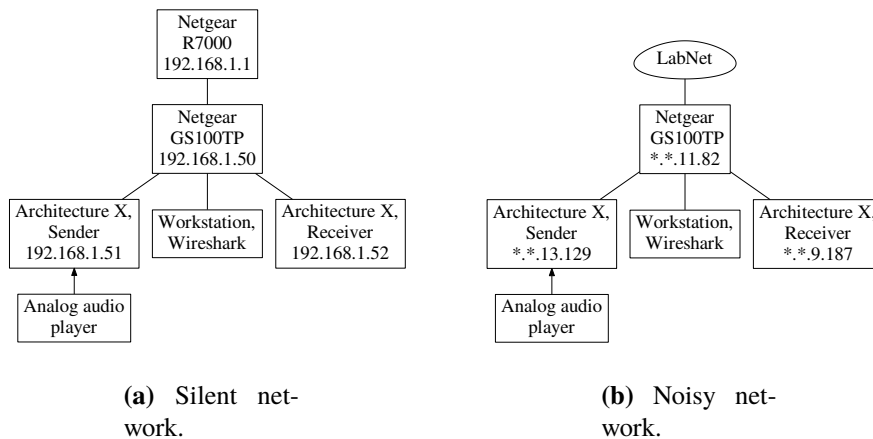 Netgear
R7000
192.168.1.1
Netgear
GS100TP
192.168.1.50
Architecture X,
Sender
192.168.1.51
Workstation,
Wireshark
Architecture X,
Receiver
192.168.1.52
Analog audio
player
(a) Silent net-
work.
LabNet
Netgear
GS100TP
*.*.11.82
Architecture X,
Sender
*.*.13.129
Workstation,
Wireshark
Architecture X,
Receiver
*.*.9.187
Analog audio
player
(b) Noisy net-
work.